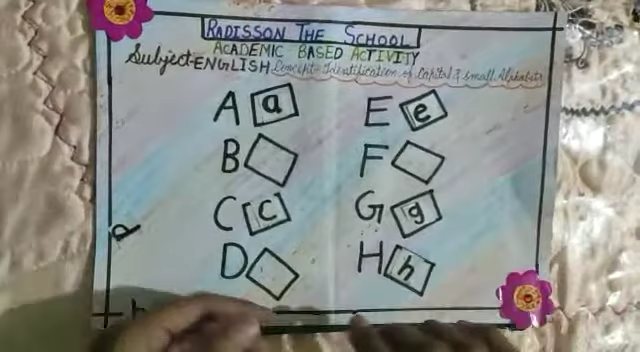 RADISSON THE SCHOOL
ACADEMIC BASED ACTIVITY
Subject-ENGLISH Concept-Identification of Capital & small Alphabets
A a E e
B F
C c G g
D H h